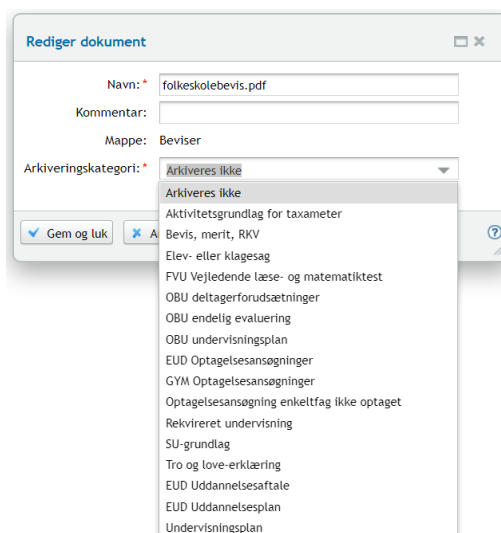 Rediger dokument
Navn:* folkeskolebevis.pdf
Kommentar:
Mappe: Beviser
Arkiveringskategori:* Arkiveres ikke
Arkiveres ikke
Aktivitetsgrundlag for taxameter
Gem og luk
Bevis, merit, RKV
Elev- eller klagesag
FVU Vejledende læse- og matematiktest
OBU deltagerforudsætninger
OBU endelig evaluering
OBU undervisningsplan
EUD Optagelsesansøgninger
GYM Optagelsesansøgninger
Optagelsesansøgning enkeltfag ikke optaget
Rekvireret undervisning
SU-grundlag
Tro og love-erklæring
EUD Uddannelsesaftale
EUD Uddannelsesplan
Undervisningsplan